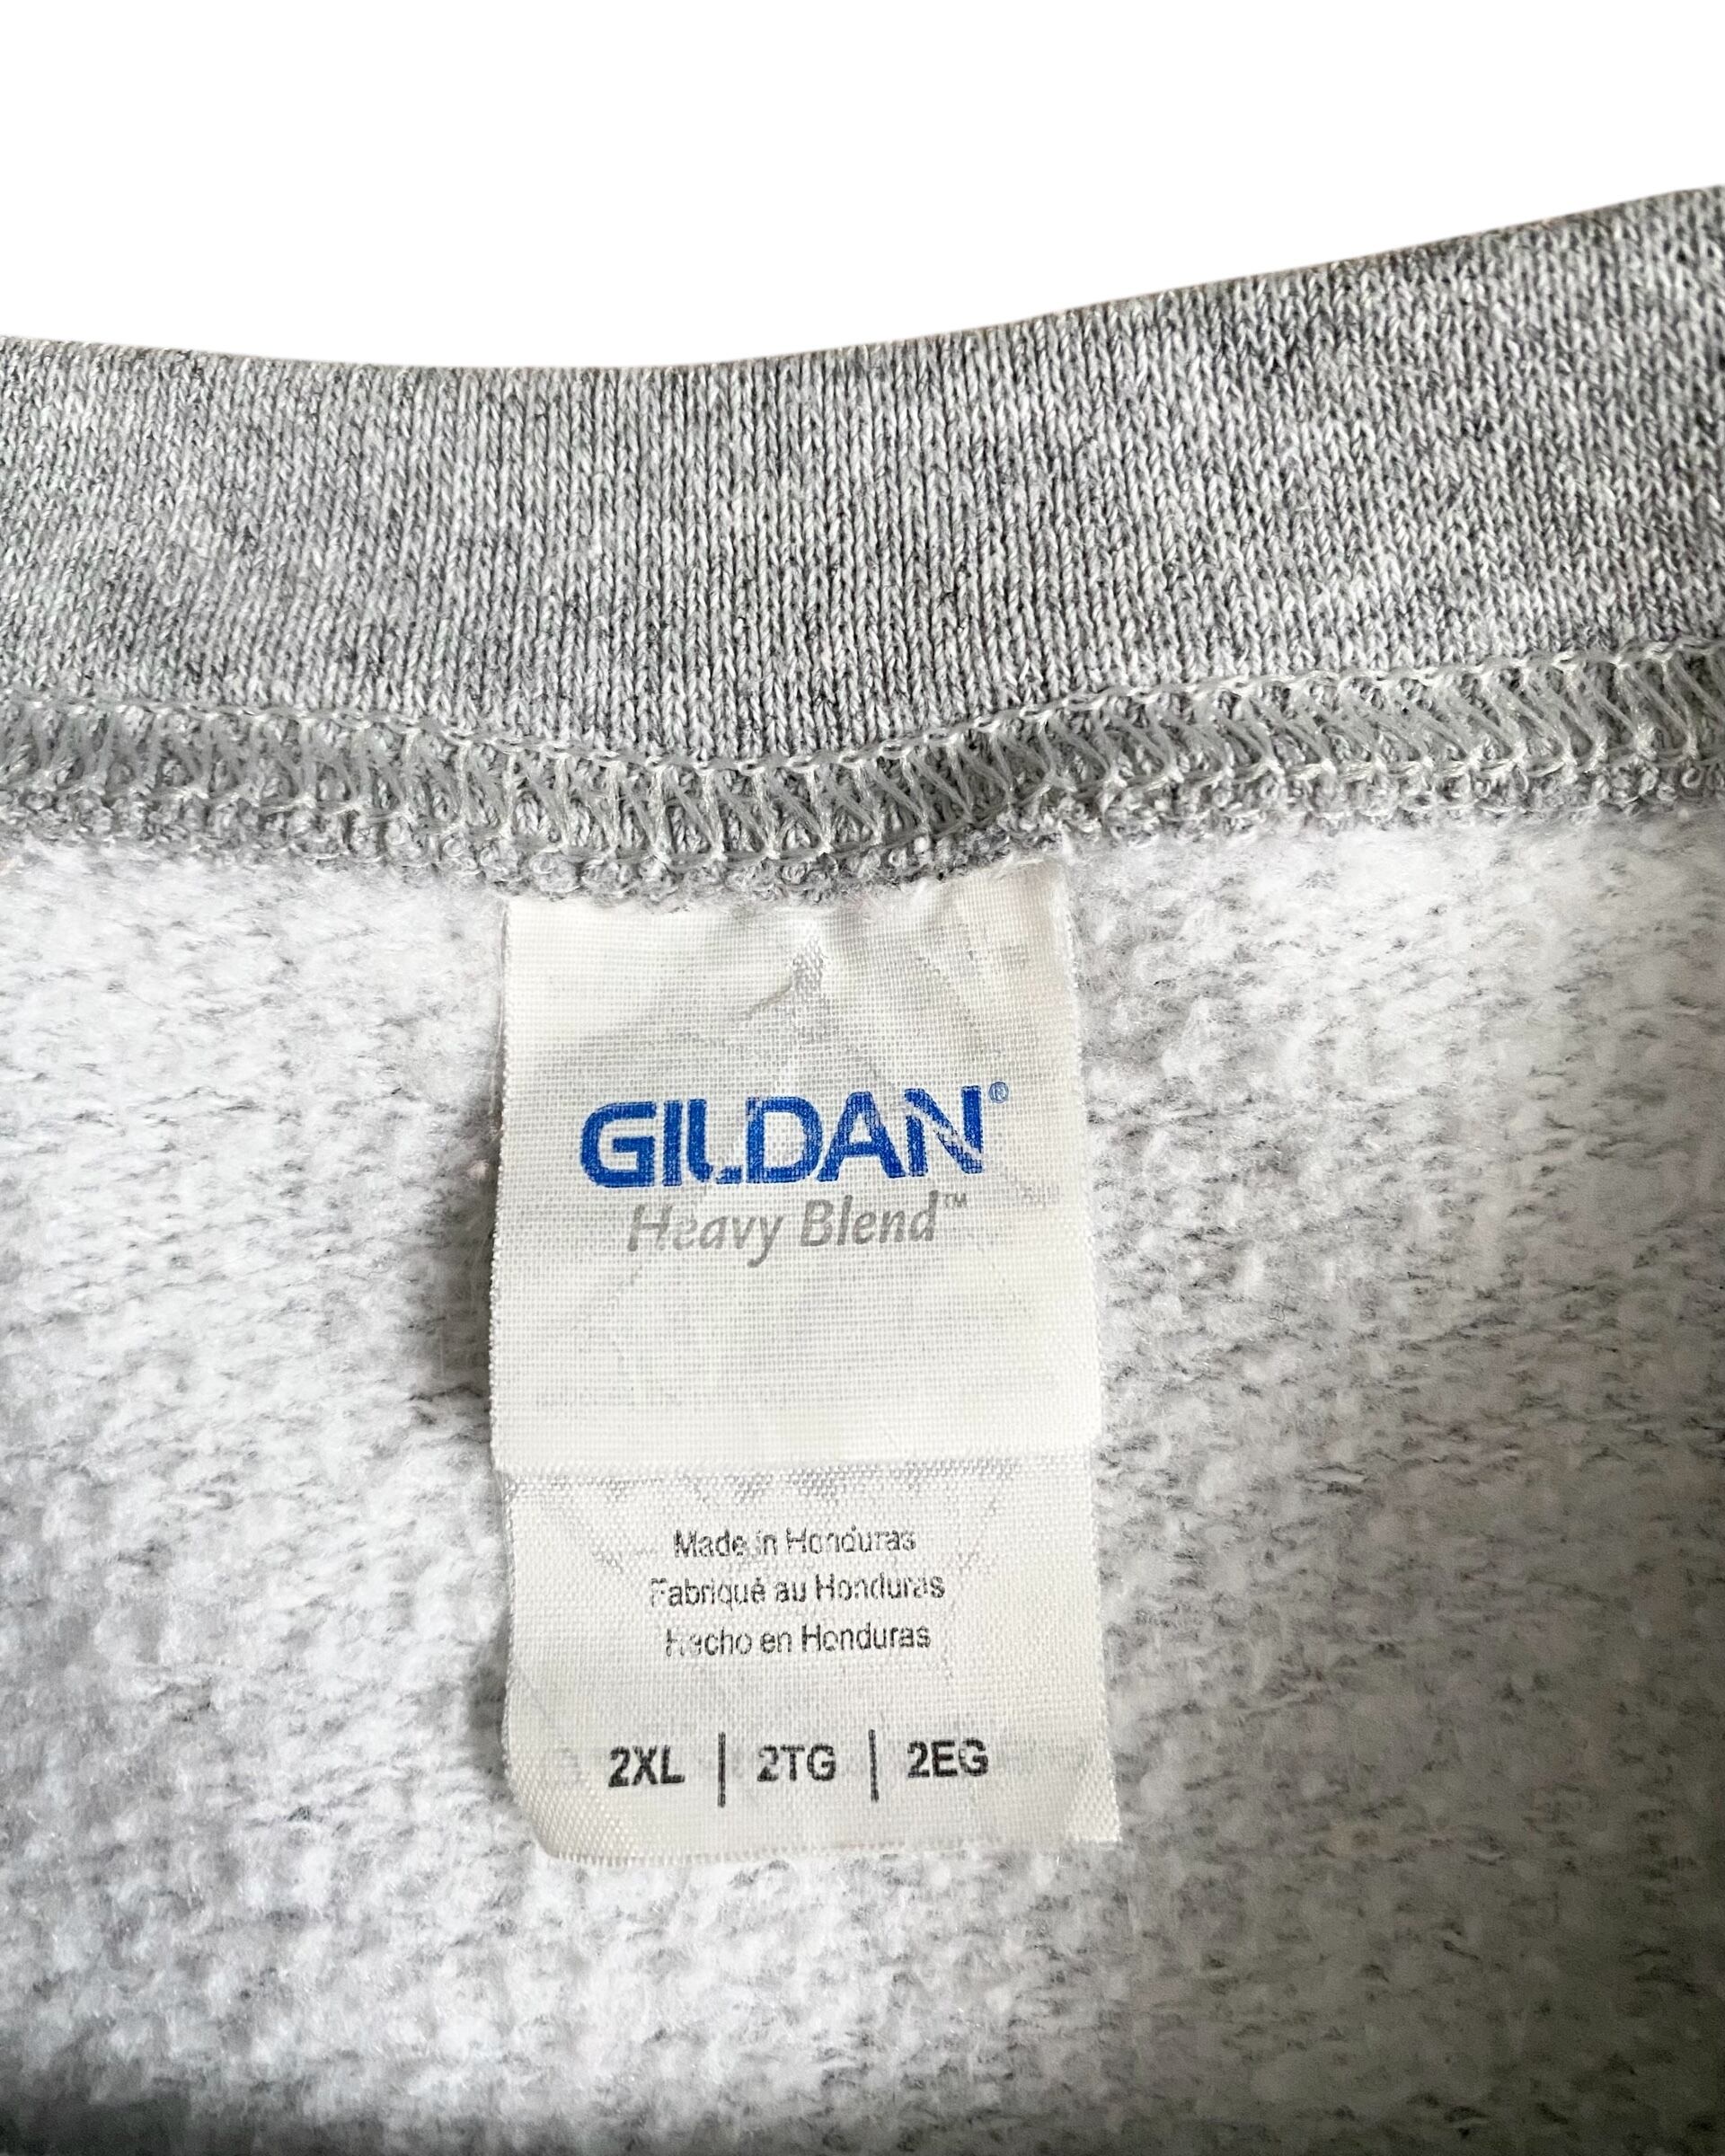 GILDAN®
Heavy Blend™
Made in Honduras
Fabriqué au Honduras
Hecho en Honduras
2XL | 2TG | 2EG